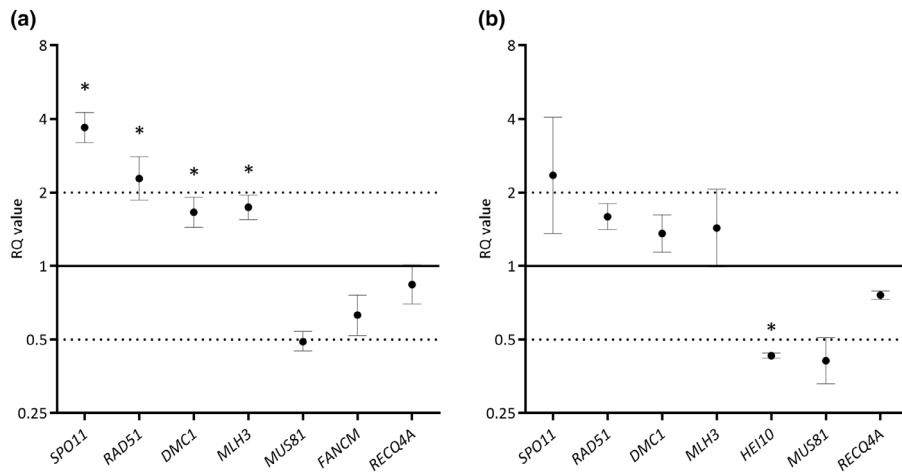 (a)
RQ value
8
4
2
1
0.5
0.25
*
*
*
*
SPO11
RAD51
DMC1
MLH3
MUS81
FANCM
RECQ4A
(b)
RQ value
8
4
2
1
0.5
0.25
*
SPO11
RAD51
DMC1
MLH3
HEI10
MUS81
RECQ4A